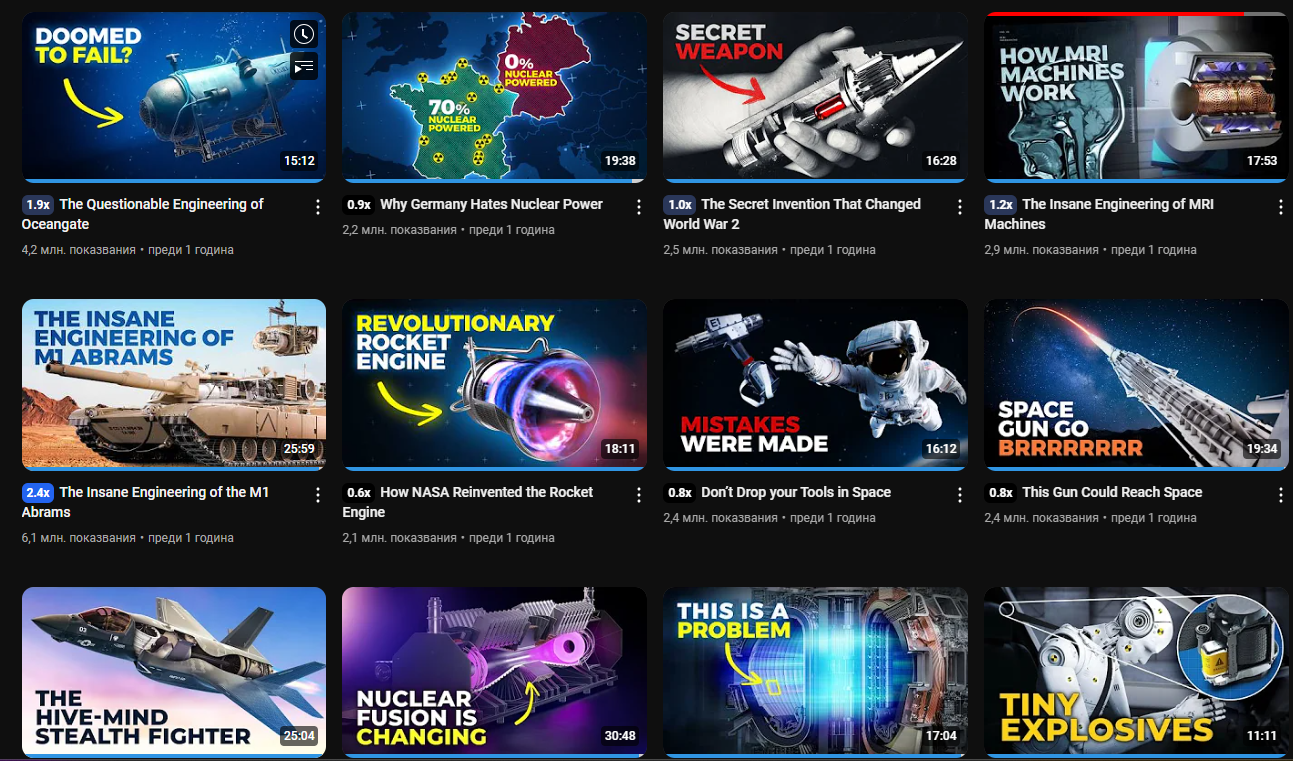 DOOMED
TO FAIL?
15:12
0%
NUCLEAR
POWERED
70%
NUCLEAR
POWERED
19:38
SECRET
WEAPON
16:28
HOW MRI
MACHINES
WORK
17:53
1.9x The Questionable Engineering of
Oceangate
4,2 млн. показвания • преди 1 година
0.9x Why Germany Hates Nuclear Power
2,2 млн. показвания • преди 1 година
1.0x The Secret Invention That Changed
World War 2
2,5 млн. показвания • преди 1 година
1.2x The Insane Engineering of MRI
Machines
2,9 млн. показвания • преди 1 година
THE INSANE
ENGINEERING OF
M1 ABRAMS
25:59
REVOLUTIONARY
ROCKET
ENGINE
18:11
MISTAKES
WERE MADE
16:12
SPACE
GUN GO
BRRRRRRRR
19:34
2.4x The Insane Engineering of the M1
Abrams
6,1 млн. показвания • преди 1 година
0.6x How NASA Reinvented the Rocket
Engine
2,1 млн. показвания • преди 1 година
0.8x Don’t Drop your Tools in Space
2,4 млн. показвания • преди 1 година
0.8x This Gun Could Reach Space
2,4 млн. показвания • преди 1 година
THE
HIVE-MIND
STEALTH FIGHTER
25:04
NUCLEAR
FUSION IS
CHANGING
30:48
THIS IS A
PROBLEM
17:04
TINY
EXPLOSIVES
11:11